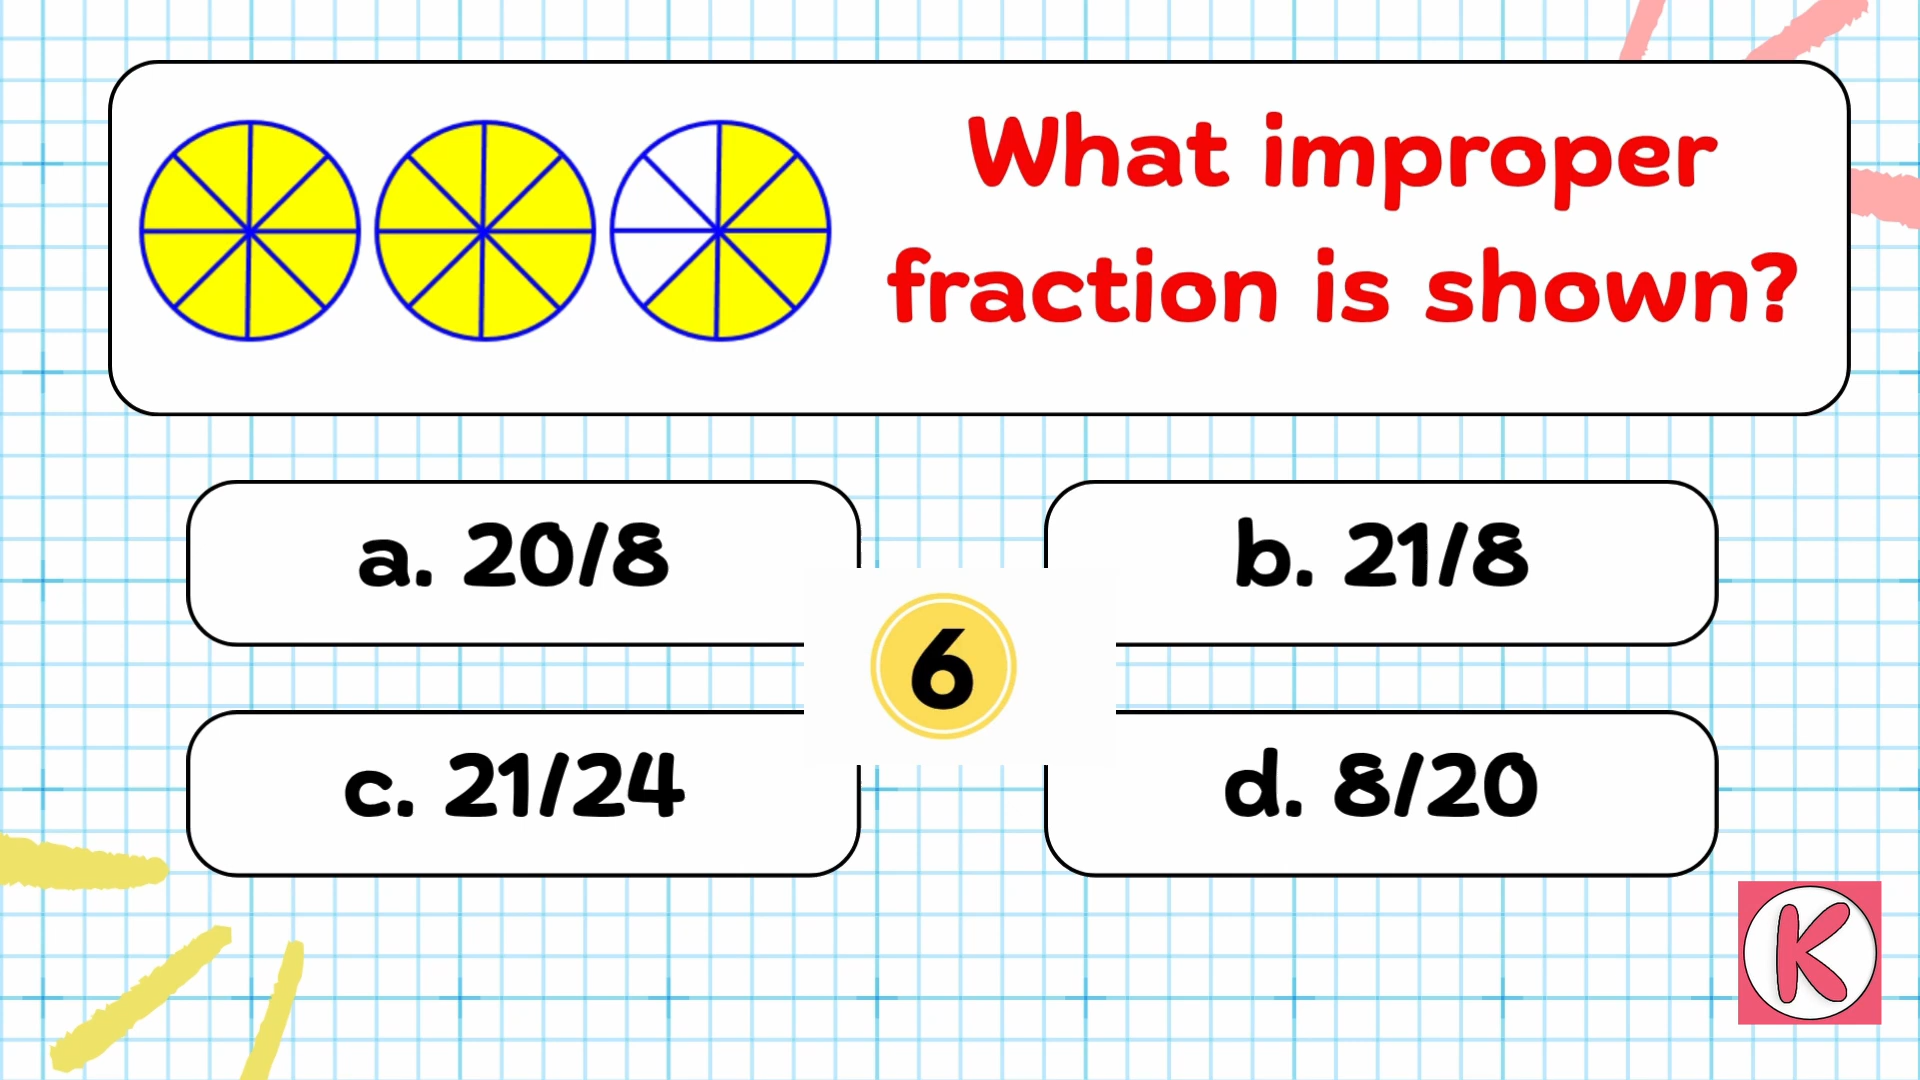 What improper
fraction is shown?
a. 20/8
b. 21/8
6
c. 21/24
d. 8/20
K